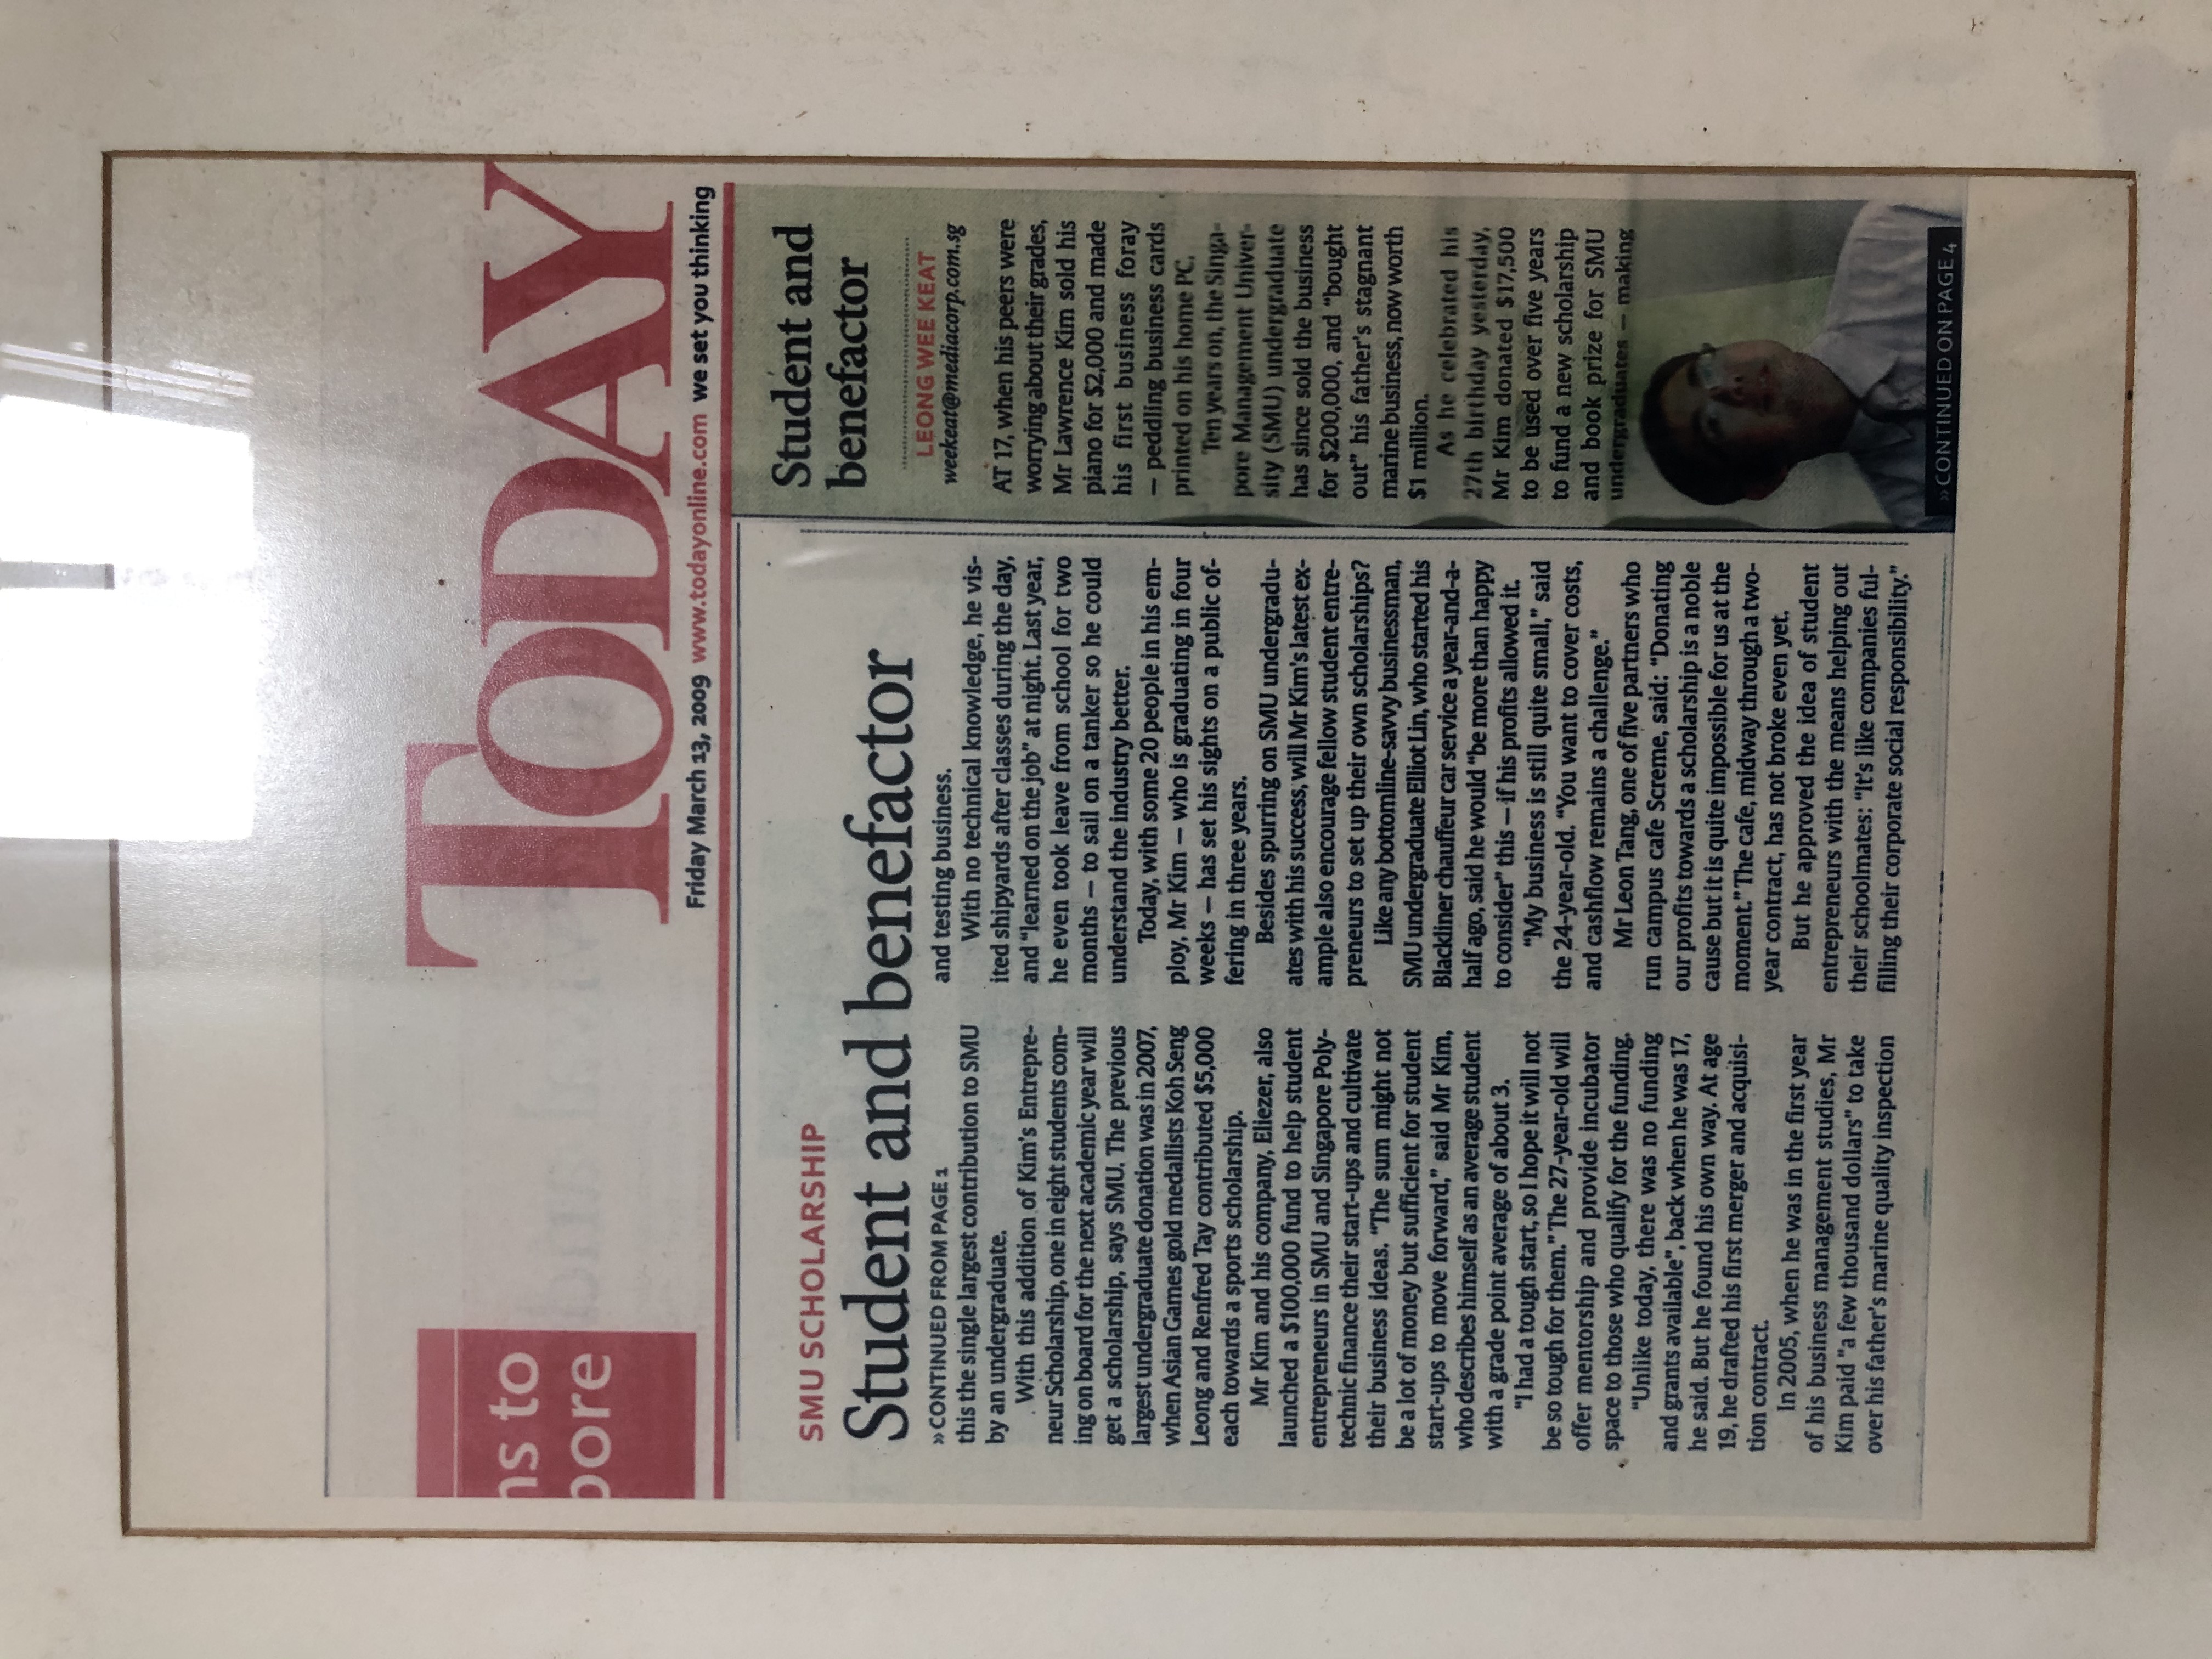 ns to
pore
TODAY
Friday March 13, 2009 www.todayonline.com we set you thinking
Student and
benefactor
LEONG WEE KEAT
weekeat@mediacorp.com.sg
AT 17, when his peers were
worrying about their grades,
Mr Lawrence Kim sold his
piano for $2,000 and made
his first business foray
— peddling business cards
printed on his home PC.
Ten years on, the Singa-
pore Management Univer-
sity (SMU) undergraduate
has since sold the business
for $200,000, and "bought
out" his father's stagnant
marine business, now worth
$1 million.
As he celebrated his
27th birthday yesterday,
Mr Kim donated $17,500
to be used over five years
to fund a new scholarship
and book prize for SMU
undergraduates — making
»CONTINUED ON PAGE 4
SMU SCHOLARSHIP
Student and benefactor
»CONTINUED FROM PAGE 1
this the single largest contribution to SMU
by an undergraduate.
With this addition of Kim's Entrepre-
neur Scholarship, one in eight students com-
ing on board for the next academic year will
get a scholarship, says SMU. The previous
largest undergraduate donation was in 2007,
when Asian Games gold medallists Koh Seng
Leong and Renfred Tay contributed $5,000
each towards a sports scholarship.
Mr Kim and his company, Eliezer, also
launched a $100,000 fund to help student
entrepreneurs in SMU and Singapore Poly-
technic finance their start-ups and cultivate
their business ideas. "The sum might not
be a lot of money but sufficient for student
start-ups to move forward," said Mr Kim,
who describes himself as an average student
with a grade point average of about 3.
"I had a tough start, so I hope it will not
be so tough for them." The 27-year-old will
offer mentorship and provide incubator
space to those who qualify for the funding.
"Unlike today, there was no funding
and grants available", back when he was 17,
he said. But he found his own way. At age
19, he drafted his first merger and acquisi-
tion contract.
In 2005, when he was in the first year
of his business management studies, Mr
Kim paid "a few thousand dollars" to take
over his father's marine quality inspection
and testing business.
With no technical knowledge, he vis-
ited shipyards after classes during the day,
and "learned on the job" at night. Last year,
he even took leave from school for two
months — to sail on a tanker so he could
understand the industry better.
Today, with some 20 people in his em-
ploy, Mr Kim — who is graduating in four
weeks — has set his sights on a public of-
fering in three years.
Besides spurring on SMU undergradu-
ates with his success, will Mr Kim's latest ex-
ample also encourage fellow student entre-
preneurs to set up their own scholarships?
Like any bottomline-savvy businessman,
SMU undergraduate Elliot Lin, who started his
Blackliner chauffeur car service a year-and-a-
half ago, said he would "be more than happy
to consider" this — if his profits allowed it.
"My business is still quite small," said
the 24-year-old. "You want to cover costs,
and cashflow remains a challenge."
Mr Leon Tang, one of five partners who
run campus cafe Screme, said: "Donating
our profits towards a scholarship is a noble
cause but it is quite impossible for us at the
moment." The cafe, midway through a two-
year contract, has not broken even yet.
But he approved the idea of student
entrepreneurs with the means helping out
their schoolmates: "It's like companies ful-
filling their corporate social responsibility."